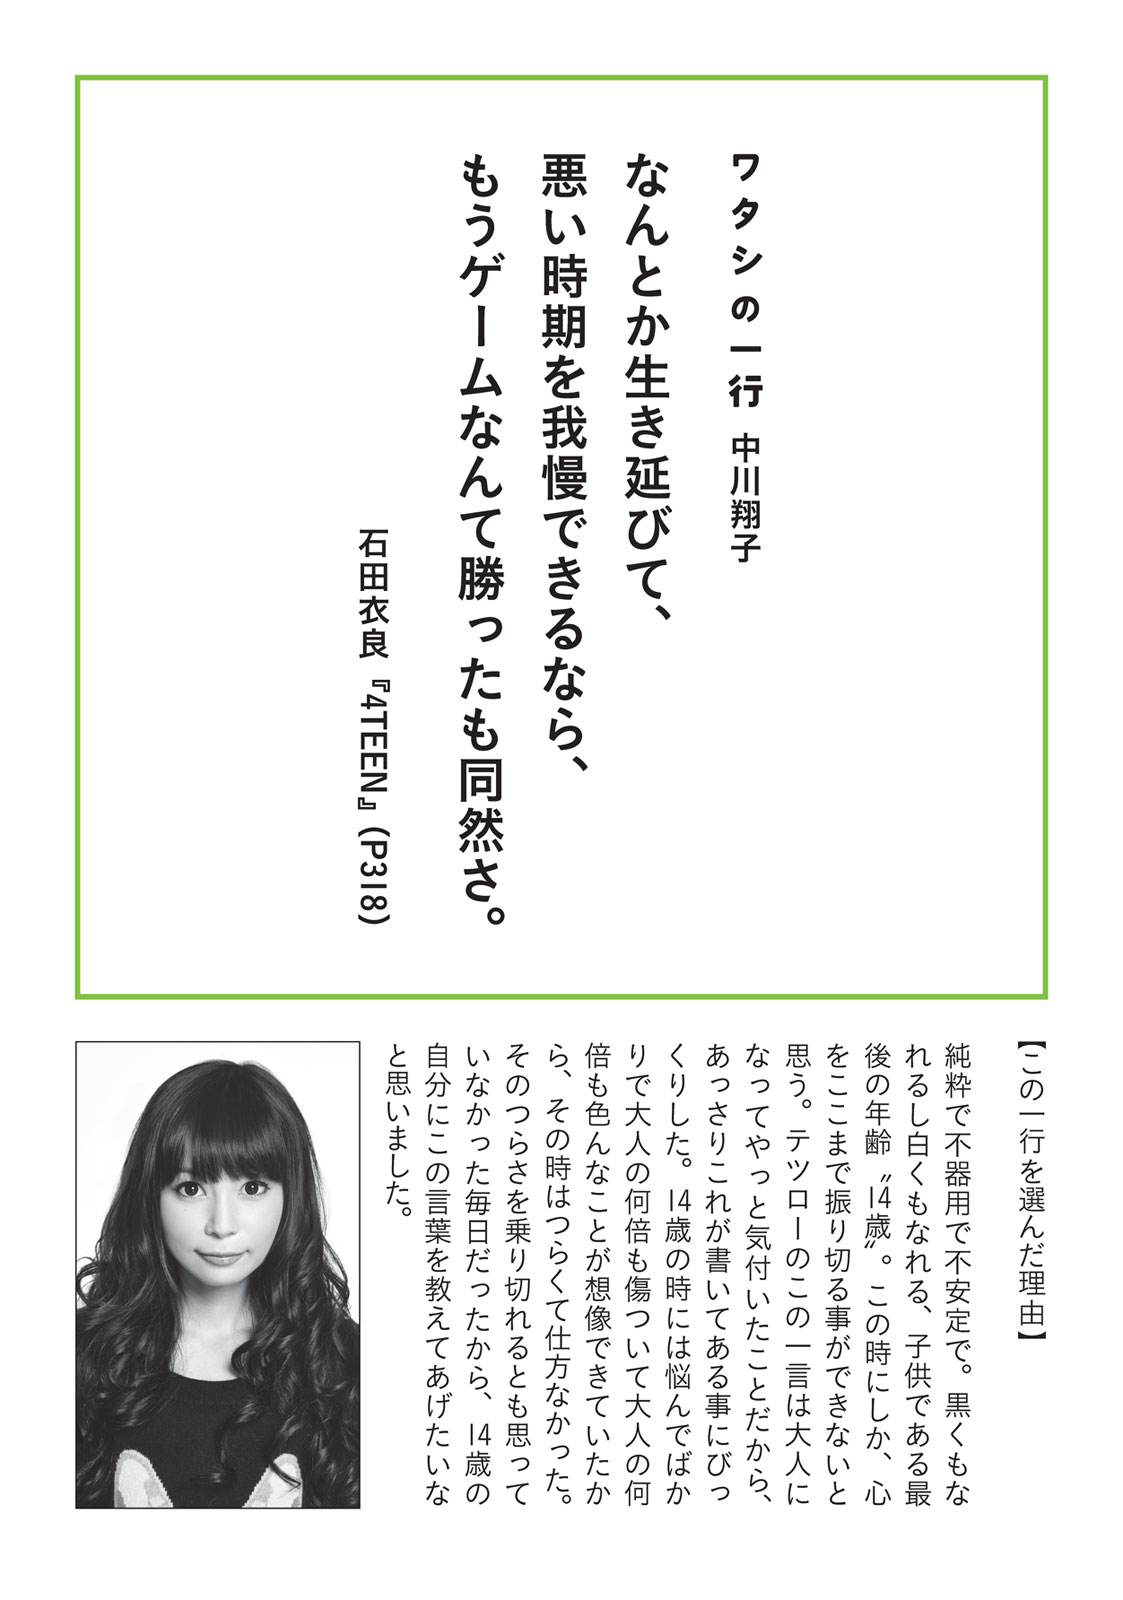 ワタシの一行 中川翔子
なんとか生き延びて、
悪い時期を我慢できるなら、
もうゲームなんて勝ったも同然さ。
石田衣良『4TEEN』(P318)
【この一行を選んだ理由】
純粋で不器用で不安定で。黒くもな
れるし白くもなれる、子供である最
後の年齢〝14歳〟。この時にしか、心
をここまで振り切る事ができないと
思う。テツローのこの一言は大人に
なってやっと気付いたことだから、
あっさりこれが書いてある事にびっ
くりした。14歳の時には悩んでばか
りで大人の何倍も傷ついて大人の何
倍も色んなことが想像できていたか
ら、その時はつらくて仕方なかった。
そのつらさを乗り切れるとも思って
いなかった毎日だったから、14歳の
自分にこの言葉を教えてあげたいな
と思いました。